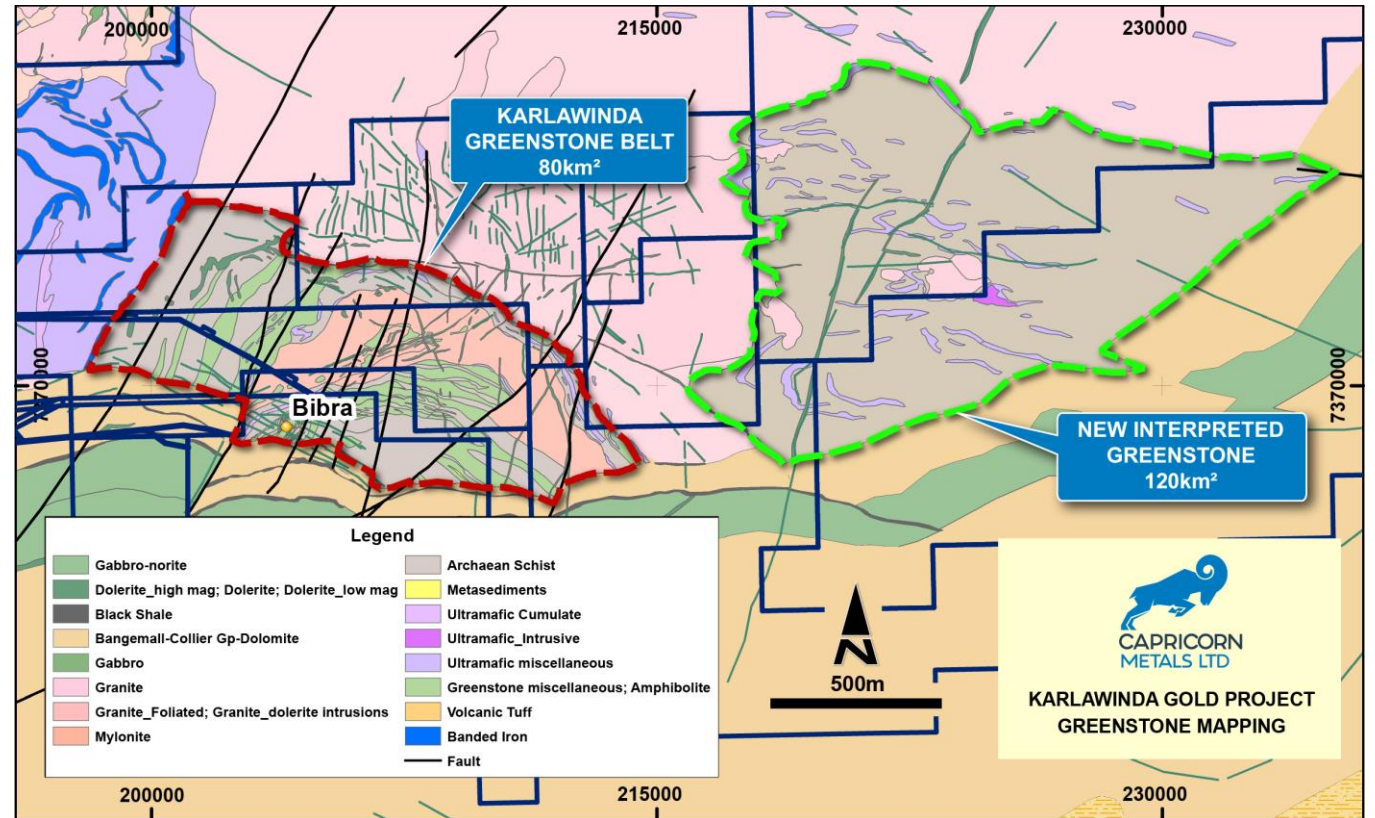 200000
215000
230000
KARLAWINDA
GREENSTONE BELT
80km²
7370000
7370000
Bibra
NEW INTERPRETED
GREENSTONE
120km²
Legend
Gabbro-norite
Dolerite_high mag; Dolerite; Dolerite_low mag
Black Shale
Bangemall-Collier Gp-Dolomite
Gabbro
Granite
Granite_Foliated; Granite_dolerite intrusions
Mylonite
Archaean Schist
Metasediments
Ultramafic Cumulate
Ultramafic_Intrusive
Ultramafic miscellaneous
Greenstone miscellaneous; Amphibolite
Volcanic Tuff
Banded Iron
Fault
N
500m
CAPRICORN
METALS LTD
KARLAWINDA GOLD PROJECT
GREENSTONE MAPPING
200000
215000
230000